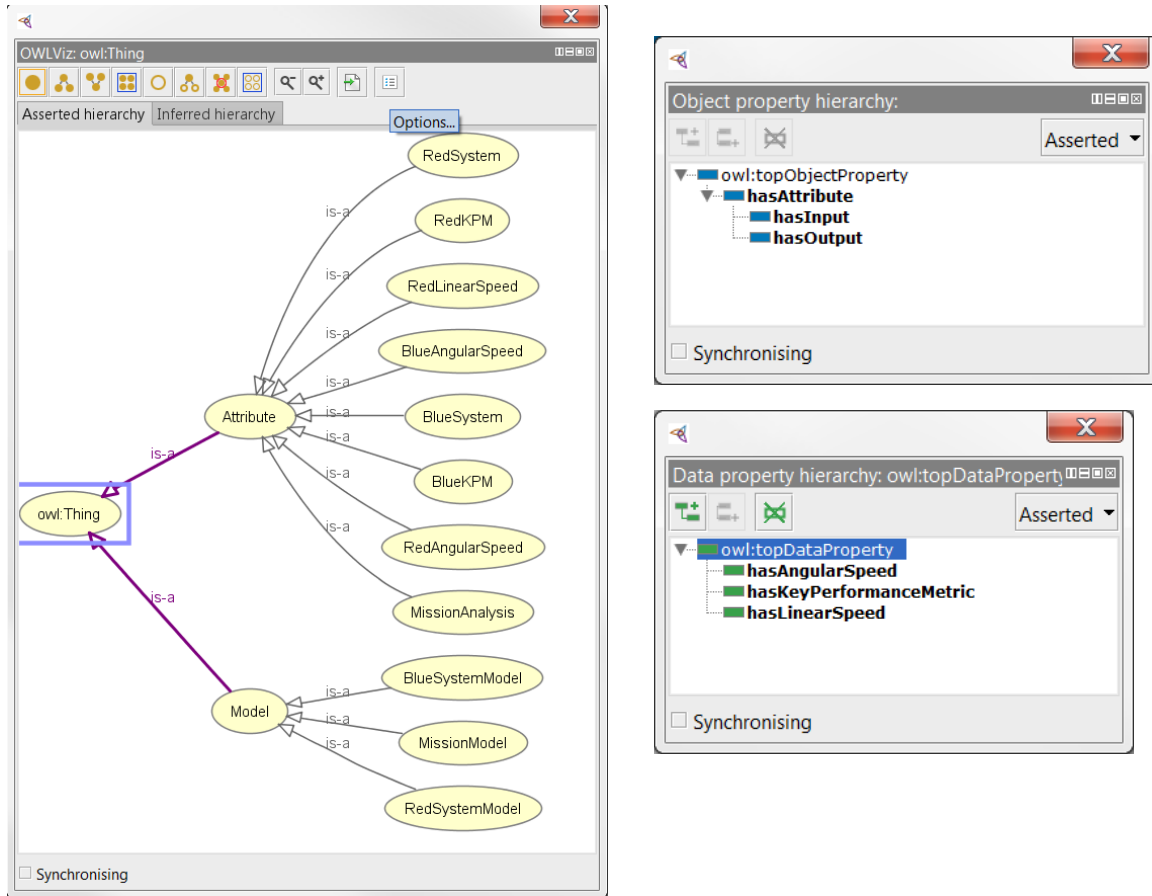 OWLViz: owl:Thing
Asserted hierarchy Inferred hierarchy
Options...
RedSystem
is-a
RedKPM
is-a
RedLinearSpeed
is-a
BlueAngularSpeed
is-a
Attribute
is-a
BlueSystem
is-a
is-a
BlueKPM
is-a
RedAngularSpeed
is-a
owl:Thing
is-a
MissionAnalysis
BlueSystemModel
is-a
Model
is-a
MissionModel
is-a
RedSystemModel
Synchronising
Object property hierarchy:
Asserted
owl:topObjectProperty
hasAttribute
hasInput
hasOutput
Synchronising
Data property hierarchy: owl:topDataProperty
Asserted
owl:topDataProperty
hasAngularSpeed
hasKeyPerformanceMetric
hasLinearSpeed
Synchronising